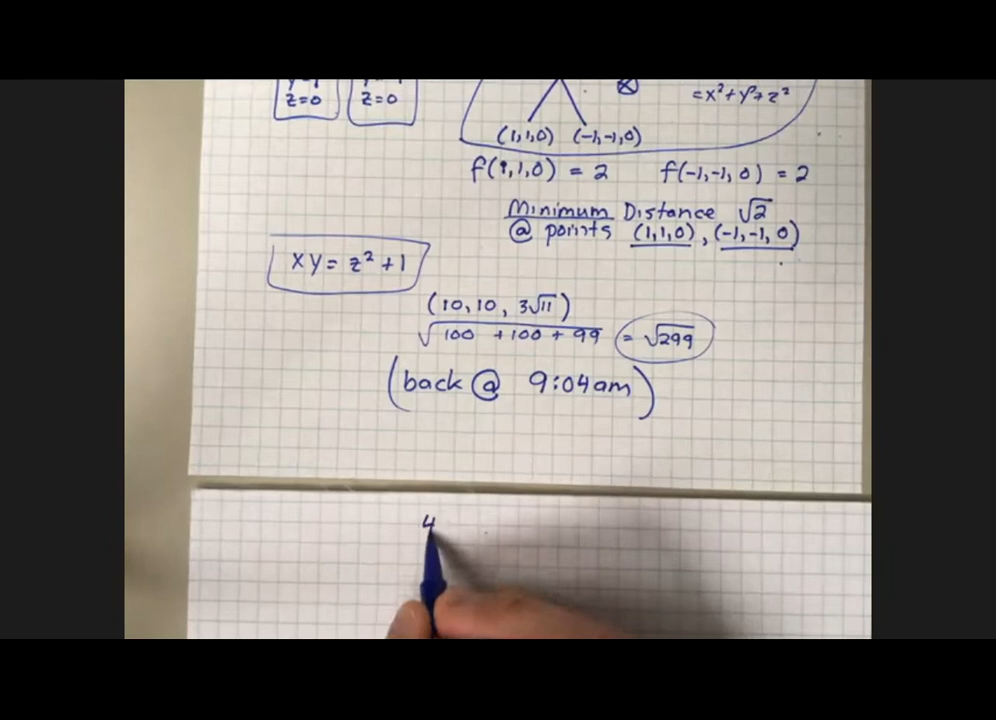 z=0 z=0
= x² + y² + z²
(1,1,0) (-1,-1,0)
f(1,1,0) = 2 f(-1,-1,0) = 2
Minimum Distance √2
@ points (1,1,0), (-1,-1,0)
xy = z² + 1
(10, 10, 3√11)
√100 + 100 + 99 = √299
(back @ 9:04am)
4